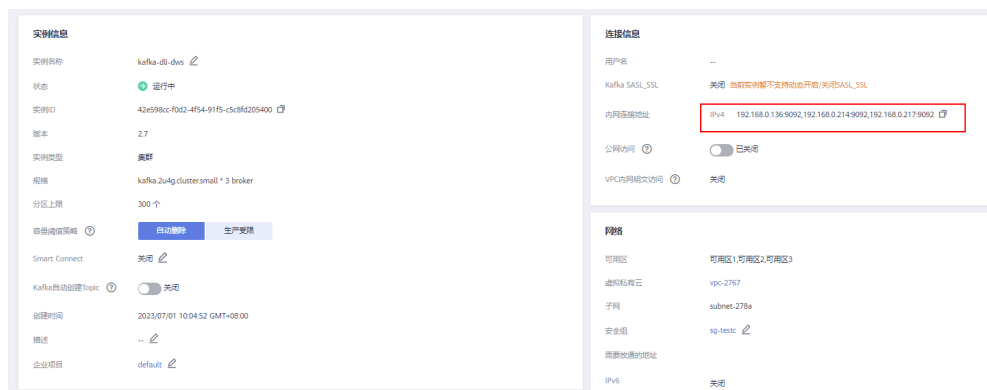 实例信息
实例名称 kafka-dli-dws
状态 运行中
实例ID 42e598cc-f0d2-4f54-91f5-c5c8fd205400
版本 2.7
实例类型 集群
规格 kafka.2u4g.cluster.small * 3 broker
分区上限 300 个
容量阈值策略 自动删除 生产受限
Smart Connect 关闭
Kafka自动创建Topic 关闭
创建时间 2023/07/01 10:04:52 GMT+08:00
描述 --
企业项目 default
连接信息
用户名 --
Kafka SASL_SSL 关闭 当前实例暂不支持动态开启/关闭SASL_SSL
内网连接地址 IPv4 192.168.0.136:9092,192.168.0.214:9092,192.168.0.217:9092
公网访问 已关闭
VPC内网明文访问 关闭
网络
可用区 可用区1,可用区2,可用区3
虚拟私有云 vpc-2767
子网 subnet-278a
安全组 sg-testc
需要放通的地址
IPv6 关闭